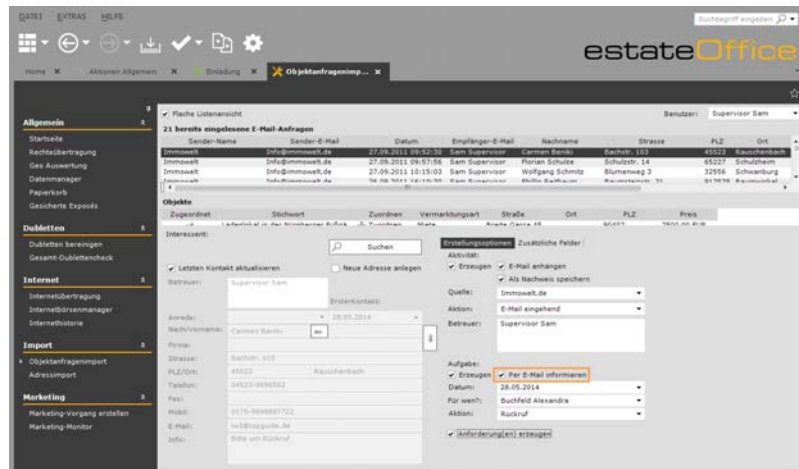 DATEI EXTRAS HILFE
Suchbegriff eingeben
estateOffice
Home Aktionen Allgemein Einladung Objektanfragenimp...
Flache Listenansicht Benutzer: Supervisor Sam
Allgemein
21 bereits eingelesene E-Mail-Anfragen
Startseite
Rechteübertragung
Geo Auswertung
Datenmanager
Papierkorb
Gesicherte Exposés
Sender-Name Sender-E-Mail Datum Empfänger-E-Mail Nachname Strasse PLZ Ort
Immowelt Info@immowelt.de 27.09.2011 09:52:30 Sam Supervisor Carmen Beniki Bachstr. 103 45523 Rauschenbach
Immowelt Info@immowelt.de 27.09.2011 09:57:56 Sam Supervisor Florian Schulze Schulzstr. 14 65227 Schulzheim
Immowelt Info@immowelt.de 27.09.2011 10:15:03 Sam Supervisor Wolfgang Schmitz Blumenweg 3 32556 Schwanburg
Objekte
Zugeordnet Stichwort Zuordnen Vermarktungsart Straße Ort PLZ Preis
Dubletten
Dubletten bereinigen
Gesamt-Dublettencheck
Internet
Internetübertragung
Internetbörsenmanager
Internethistorie
Import
Objektanfragenimport
Adressimport
Marketing
Marketing-Vorgang erstellen
Marketing-Monitor
Interessent:
Suchen
Letzten Kontakt aktualisieren Neue Adresse anlegen
Betreuer: Supervisor Sam
Ersterkontakt:
Anrede: 28.05.2014
Nach/Vorname: Carmen Beniki
Firma:
Strasse: Bachstr. 103
PLZ/Ort: 45523 Rauschenbach
Telefon: 04523-9896562
Fax:
Mobil: 0176-9998887722
E-Mail:
Info: Bitte um Rückruf
Erstellungsoptionen Zusätzliche Felder
Aktivität:
Erzeugen E-Mail anhängen
Als Nachweis speichern
Quelle: Immowelt.de
Aktion: E-Mail eingehend
Betreuer: Supervisor Sam
Aufgabe:
Erzeugen Per E-Mail informieren
Datum: 28.05.2014
Für wen?: Buchfeld Alexandra
Aktion: Rückruf
Anforderung(en) erzeugen